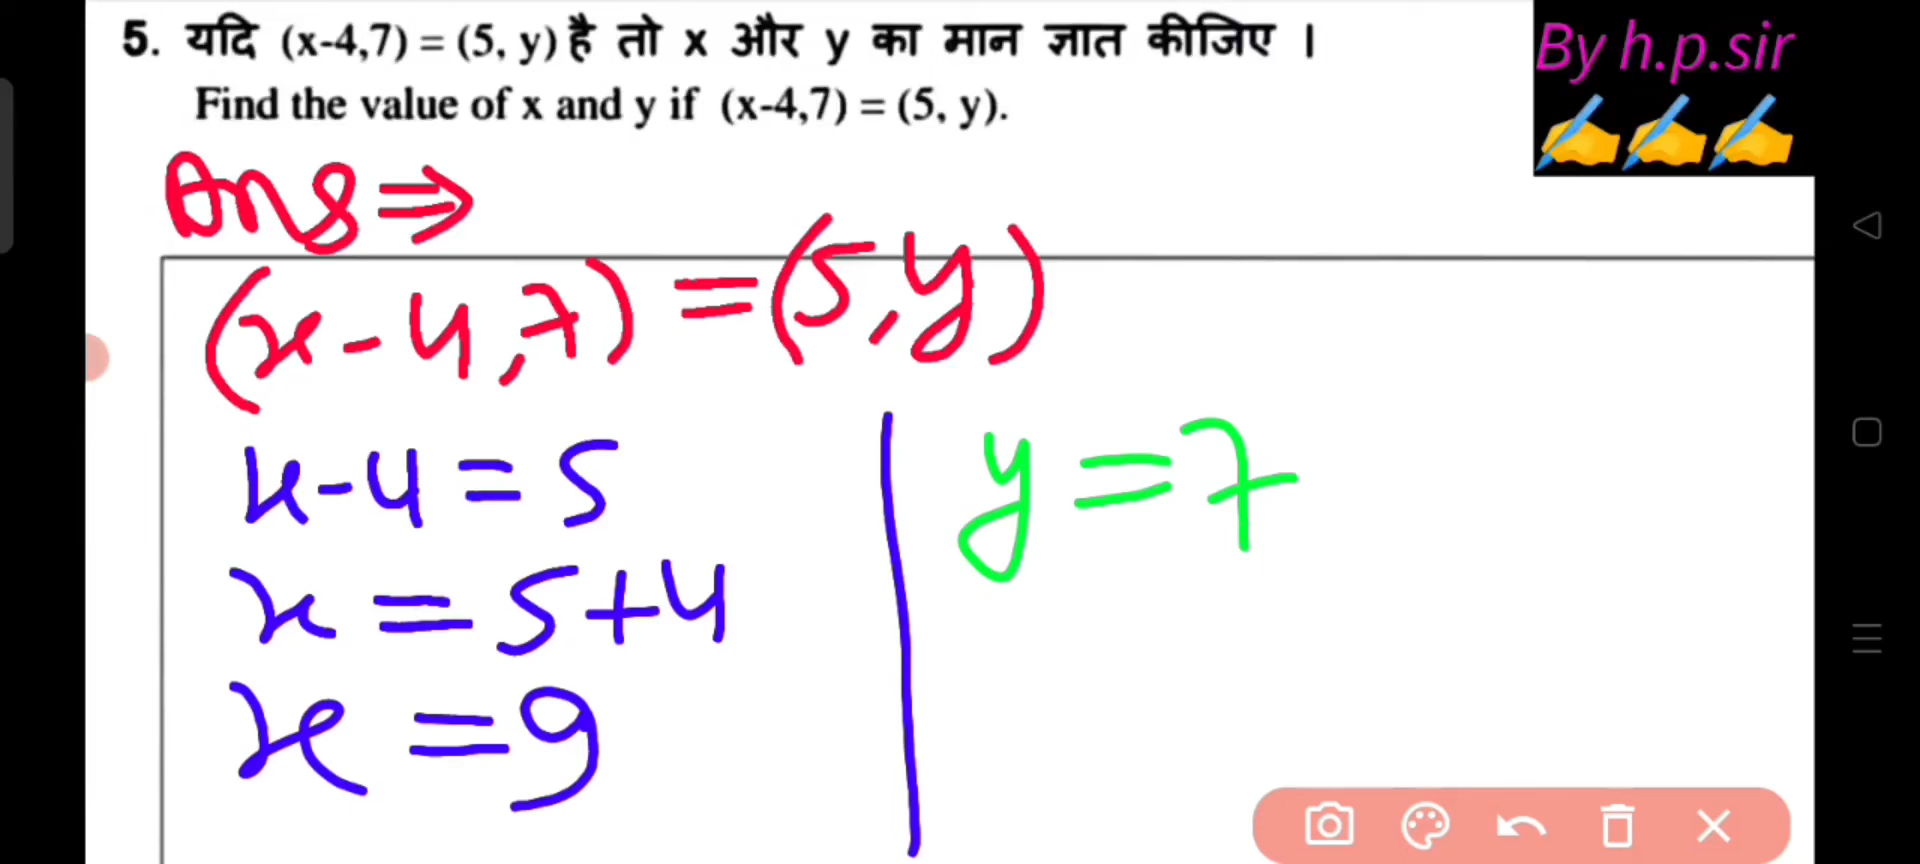 5. यदि (x-4,7) = (5, y) है तो x और y का मान ज्ञात कीजिए ।
Find the value of x and y if (x-4,7) = (5, y).
By h.p.sir
✍✍✍
Ans⇒
(x-4,7) = (5,y)
x-4 = 5
x = 5+4
x = 9
y = 7